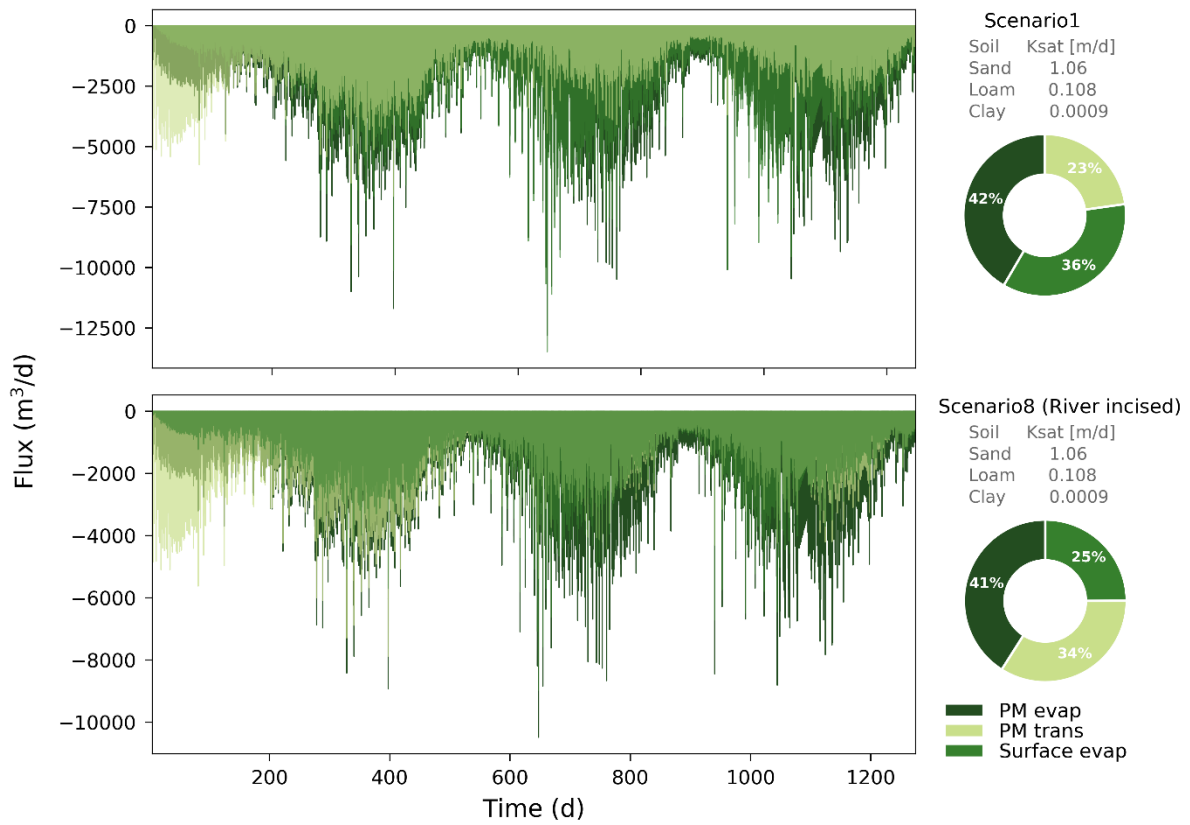 Scenario1
Soil Ksat [m/d]
Sand 1.06
Loam 0.108
Clay 0.0009
0
−2500
−5000
−7500
−10000
−12500
23%
42%
36%
Flux (m³/d)
Scenario8 (River incised)
Soil Ksat [m/d]
Sand 1.06
Loam 0.108
Clay 0.0009
0
−2000
−4000
−6000
−8000
−10000
25%
41%
34%
PM evap
PM trans
Surface evap
200 400 600 800 1000 1200
Time (d)